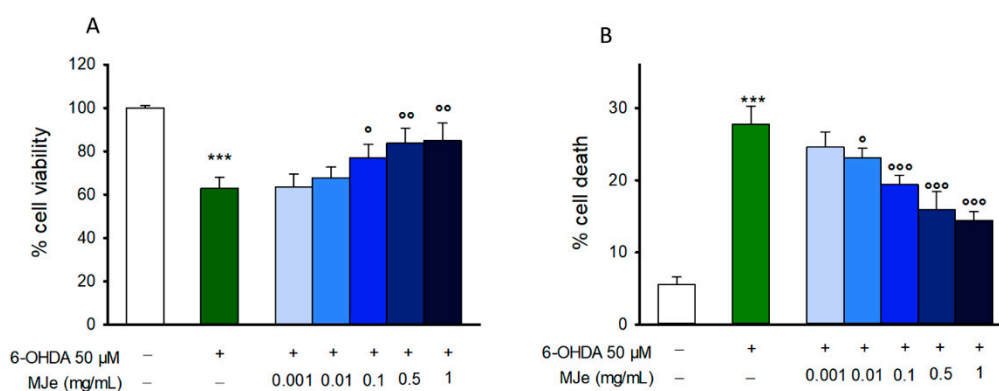 A
% cell viability
120
100
80
60
40
20
0
***
°
°°
°°
6-OHDA 50 µM – + + + + + +
MJe (mg/mL) – – 0.001 0.01 0.1 0.5 1
B
% cell death
30
20
10
0
***
°
°°°
°°°
°°°
6-OHDA 50 µM – + + + + + +
MJe (mg/mL) – – 0.001 0.01 0.1 0.5 1